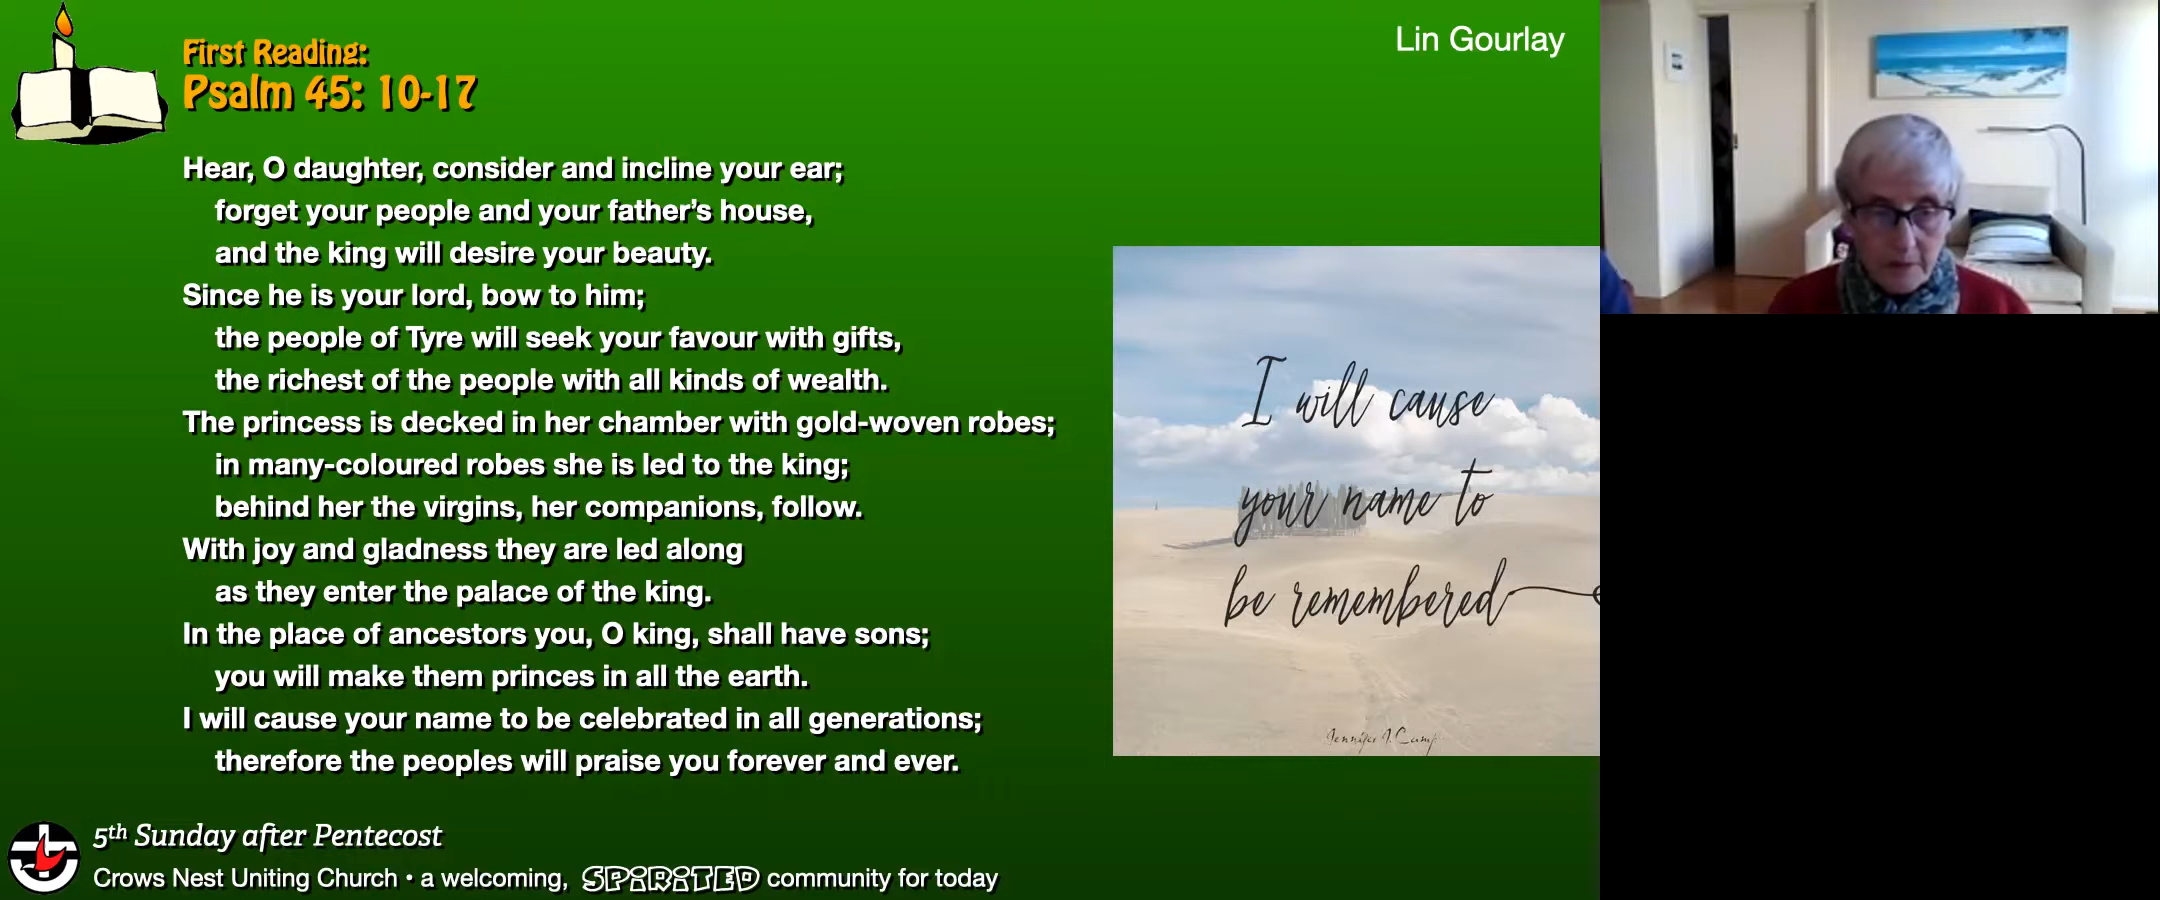 First Reading:
Psalm 45: 10-17
Lin Gourlay
Hear, O daughter, consider and incline your ear;
forget your people and your father’s house,
and the king will desire your beauty.
Since he is your lord, bow to him;
the people of Tyre will seek your favour with gifts,
the richest of the people with all kinds of wealth.
The princess is decked in her chamber with gold-woven robes;
in many-coloured robes she is led to the king;
behind her the virgins, her companions, follow.
With joy and gladness they are led along
as they enter the palace of the king.
In the place of ancestors you, O king, shall have sons;
you will make them princes in all the earth.
I will cause your name to be celebrated in all generations;
therefore the peoples will praise you forever and ever.
I will cause
your name to
be remembered
Jennifer J. Camp
5th Sunday after Pentecost
Crows Nest Uniting Church • a welcoming, SPiRiTED community for today